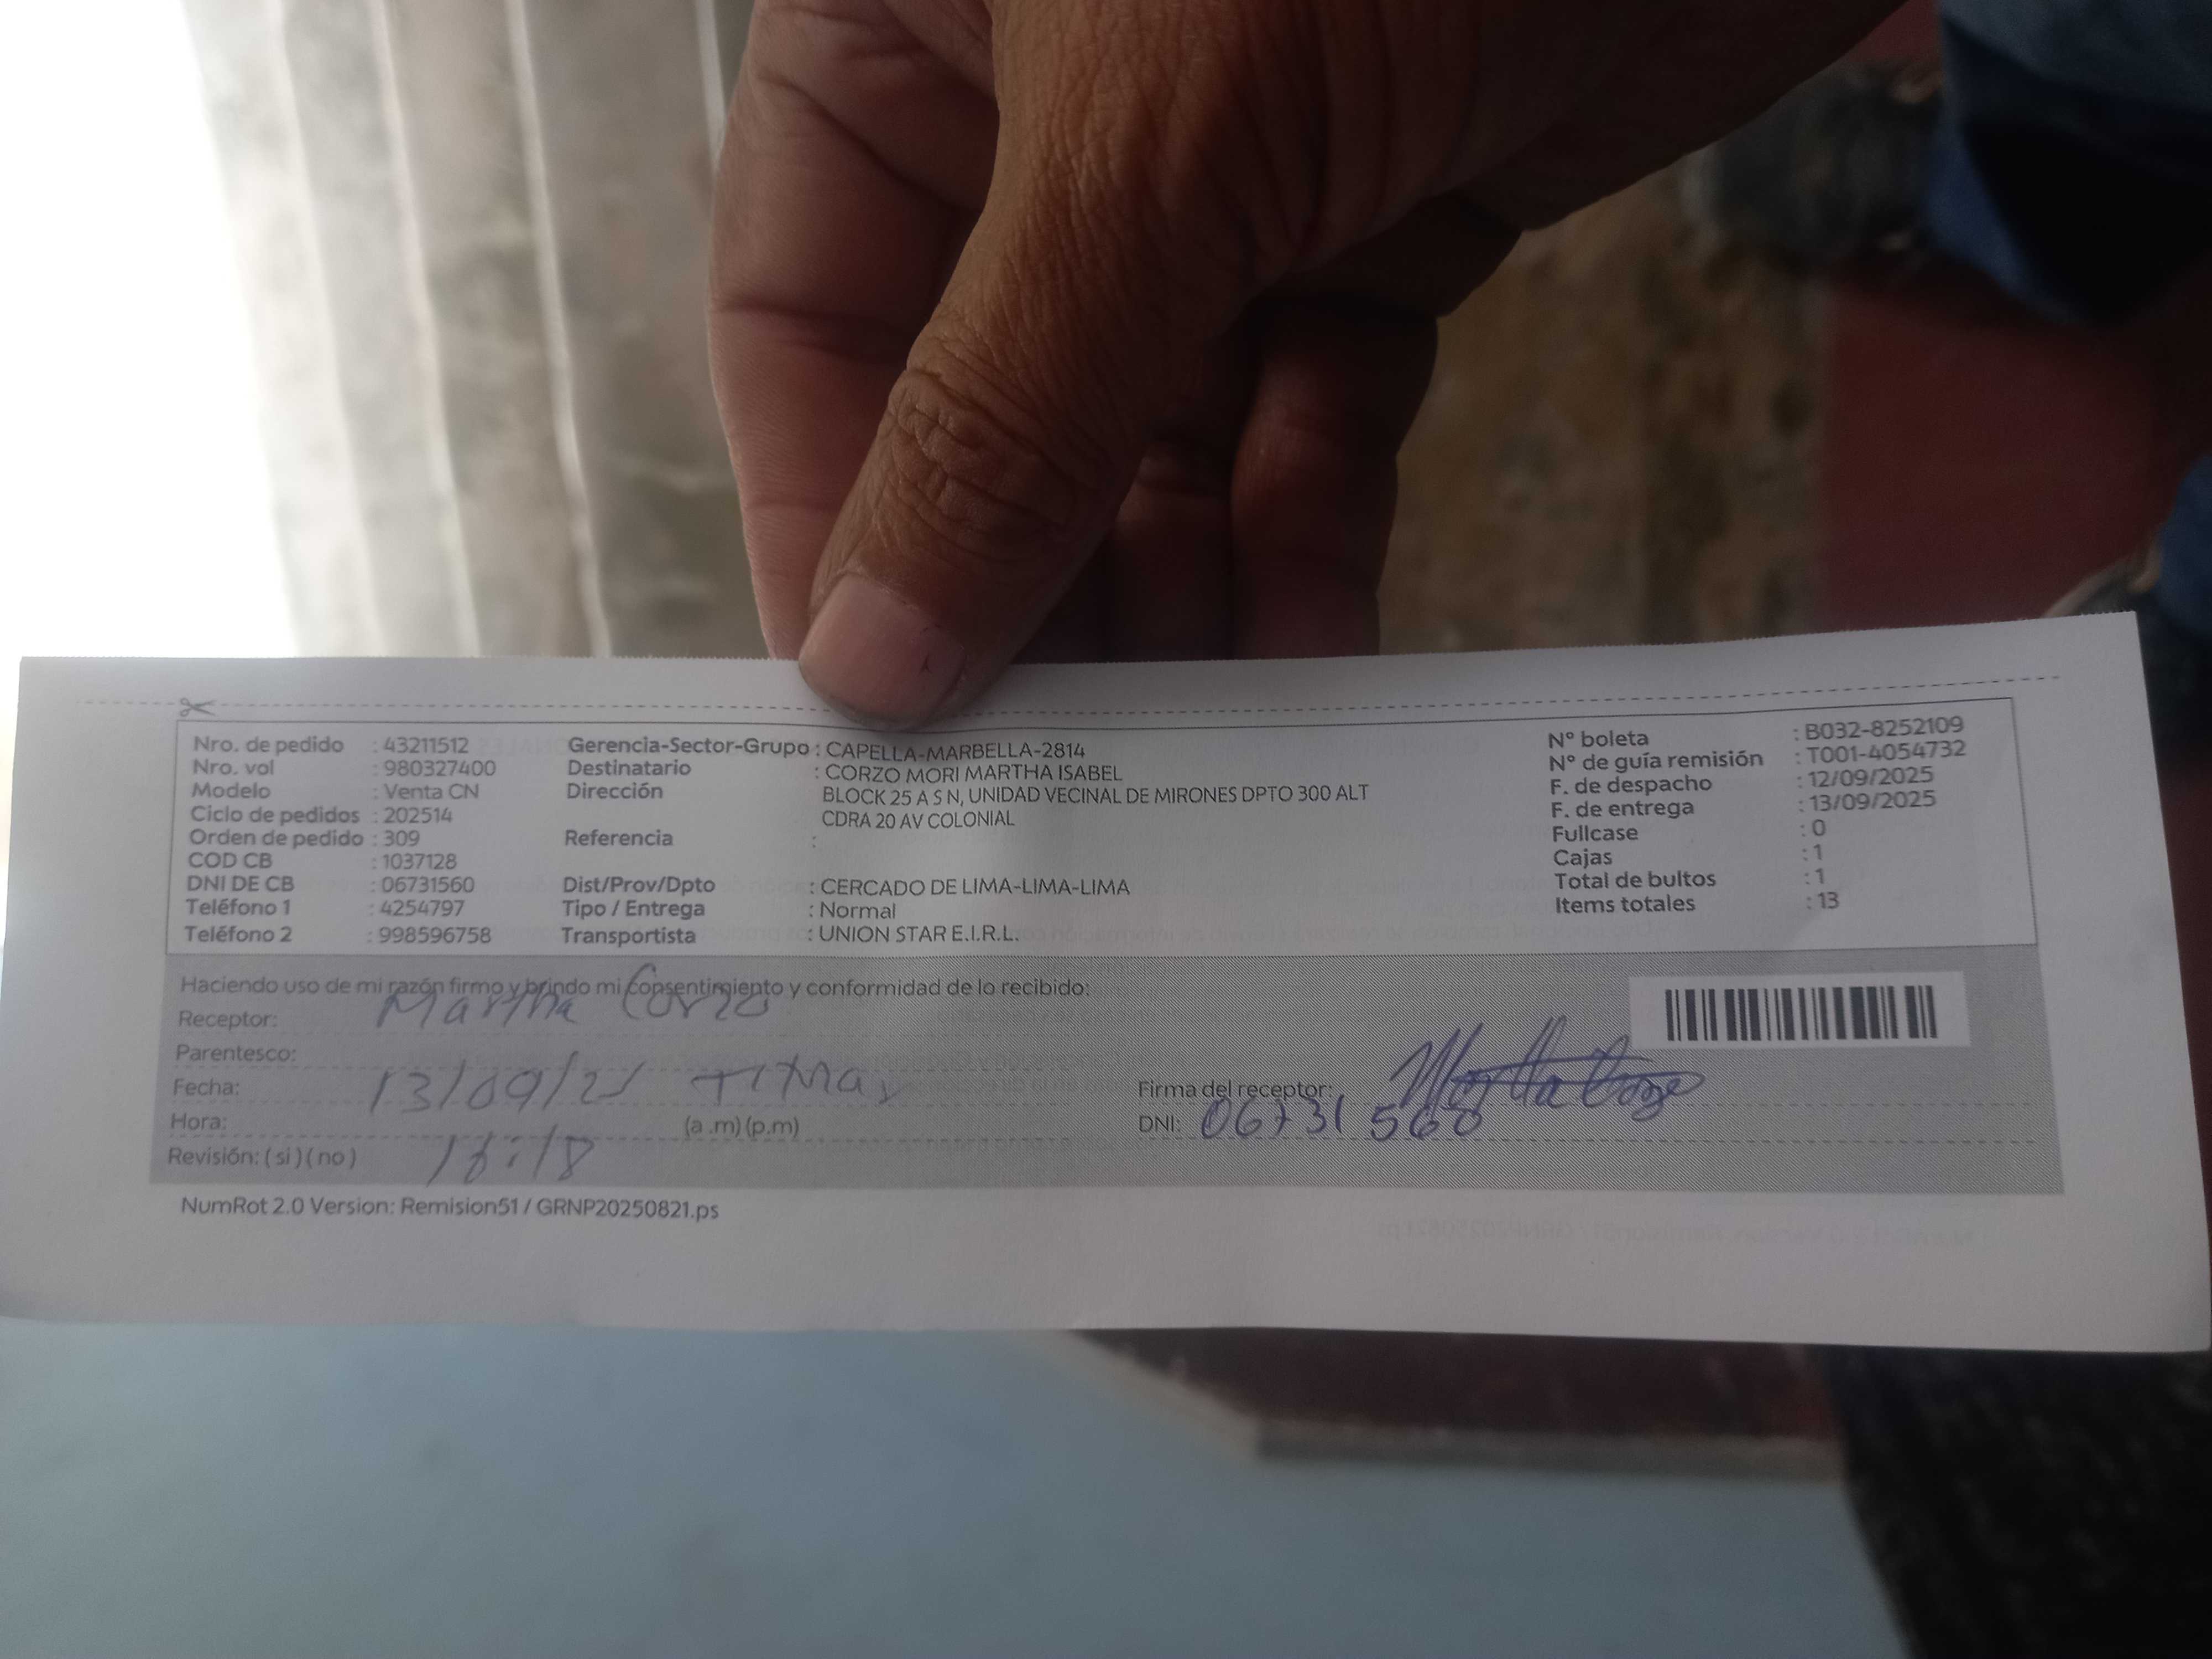 Nro. de pedido : 43211512
Nro. vol : 980327400
Modelo : Venta CN
Ciclo de pedidos : 202514
Orden de pedido : 309
COD CB : 1037128
DNI DE CB : 06731560
Teléfono 1 : 4254797
Teléfono 2 : 998596758
Gerencia-Sector-Grupo : CAPELLA-MARBELLA-2814
Destinatario : CORZO MORI MARTHA ISABEL
Dirección BLOCK 25 A S N, UNIDAD VECINAL DE MIRONES DPTO 300 ALT
CDRA 20 AV COLONIAL
Referencia :
Dist/Prov/Dpto : CERCADO DE LIMA-LIMA-LIMA
Tipo / Entrega : Normal
Transportista : UNION STAR E.I.R.L.
N° boleta : B032-8252109
N° de guía remisión : T001-4054732
F. de despacho : 12/09/2025
F. de entrega : 13/09/2025
Fullcase : 0
Cajas : 1
Total de bultos : 1
Items totales : 13
Haciendo uso de mi razón firmo y brindo mi consentimiento y conformidad de lo recibido:
Receptor: Martha Corzo
Parentesco:
Fecha: 13/09/25
Hora: (a .m) (p.m)
Revisión: ( si ) ( no )
Firma del receptor: Martha Corzo
DNI: 06731560
NumRot 2.0 Version: Remision51 / GRNP20250821.ps